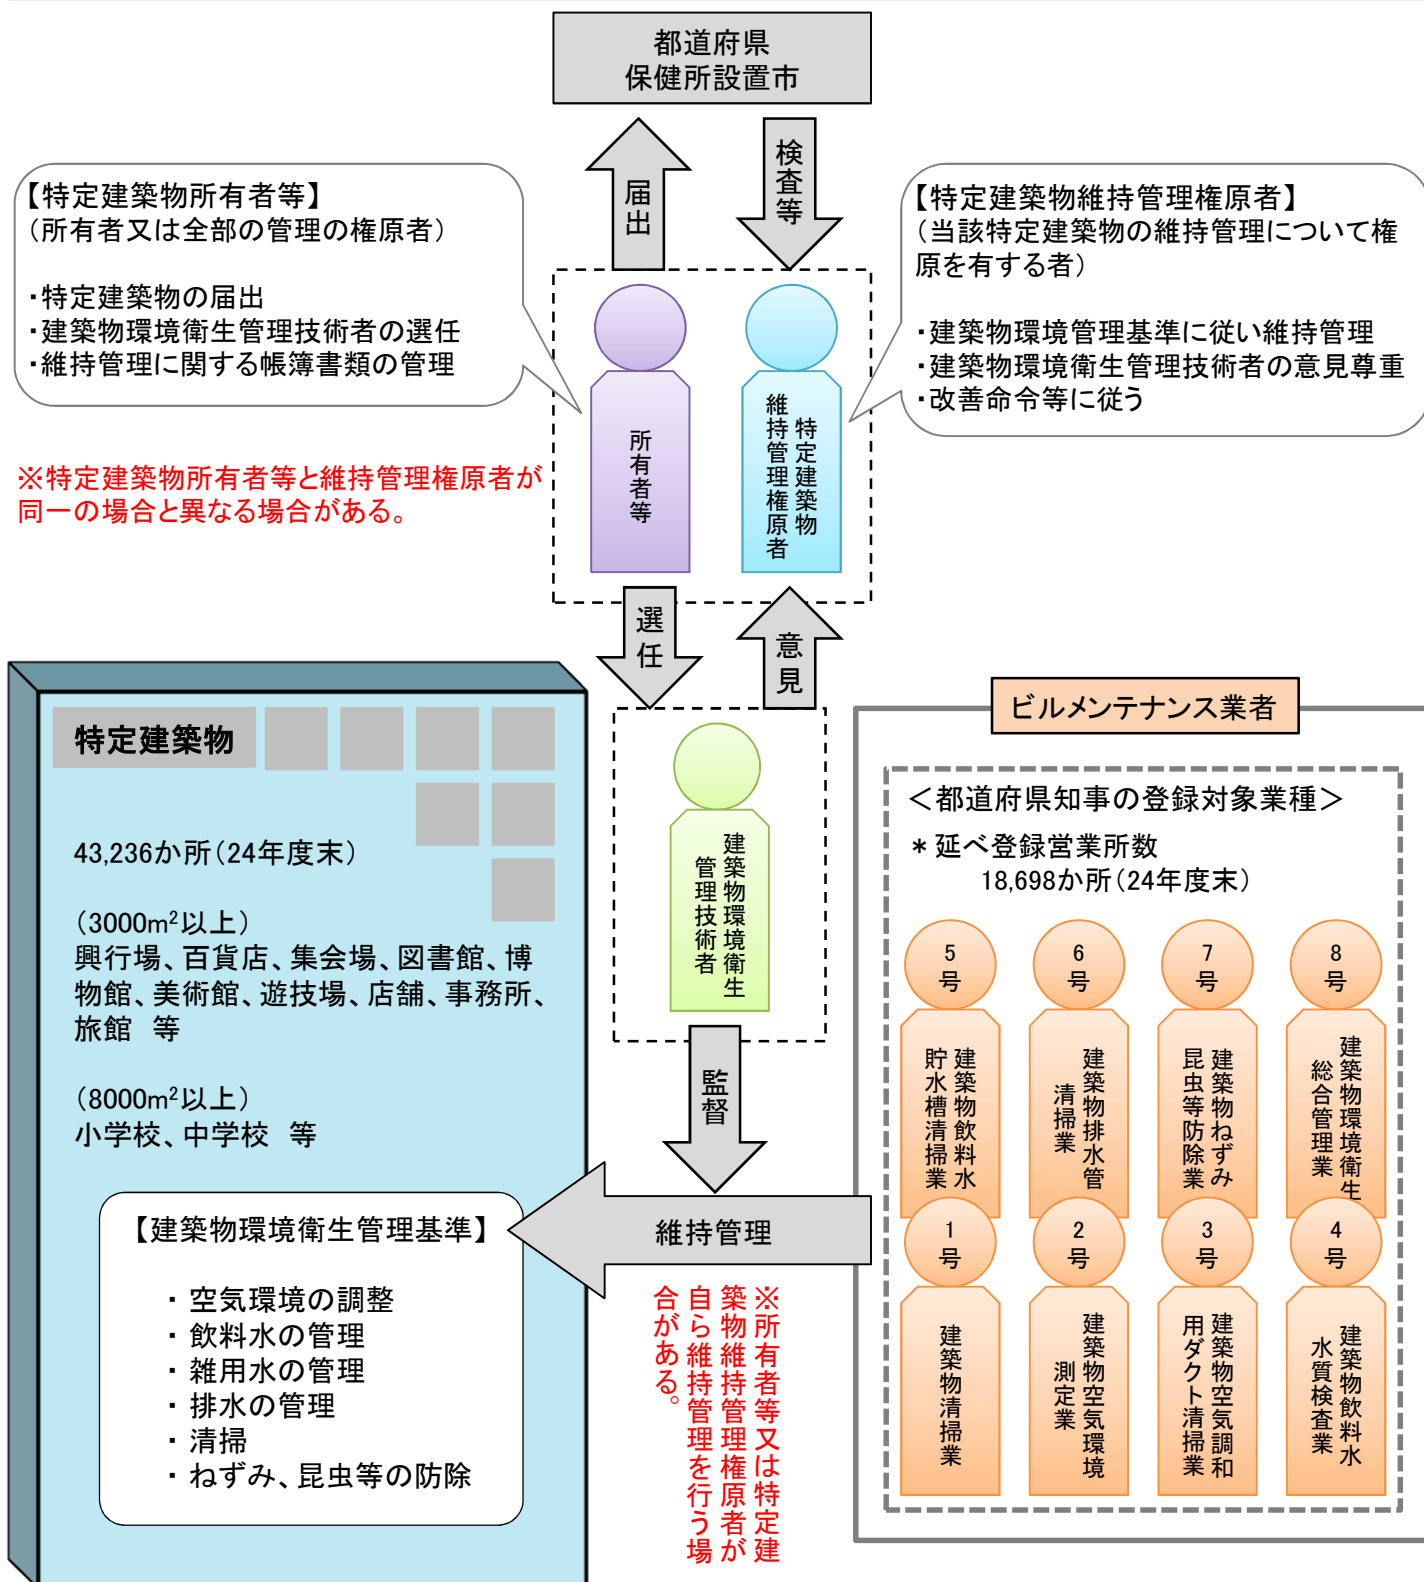 都道府県
保健所設置市
届出
検査等
【特定建築物所有者等】
（所有者又は全部の管理の権原者）
・特定建築物の届出
・建築物環境衛生管理技術者の選任
・維持管理に関する帳簿書類の管理
【特定建築物維持管理権原者】
（当該特定建築物の維持管理について権
原を有する者）
・建築物環境管理基準に従い維持管理
・建築物環境衛生管理技術者の意見尊重
・改善命令等に従う
※特定建築物所有者等と維持管理権原者が
同一の場合と異なる場合がある。
所有者等
特定建築物
維持管理権原者
選任
意見
特定建築物
43,236か所（24年度末）
（3000m²以上）
興行場、百貨店、集会場、図書館、博
物館、美術館、遊技場、店舗、事務所、
旅館　等
（8000m²以上）
小学校、中学校　等
【建築物環境衛生管理基準】
・ 空気環境の調整
・ 飲料水の管理
・ 雑用水の管理
・ 排水の管理
・ 清掃
・ ねずみ、昆虫等の防除
建築物環境衛生
管理技術者
監督
維持管理
※所有者等又は特定建
築物維持管理権原者が
自ら維持管理を行う場
合がある。
ビルメンテナンス業者
＜都道府県知事の登録対象業種＞
＊延べ登録営業所数
18,698か所（24年度末）
5号
建築物飲料水
貯水槽清掃業
6号
建築物排水管
清掃業
7号
建築物ねずみ
昆虫等防除業
8号
建築物環境衛生
総合管理業
1号
建築物清掃業
2号
建築物空気環境
測定業
3号
建築物空気調和
用ダクト清掃業
4号
建築物飲料水
水質検査業